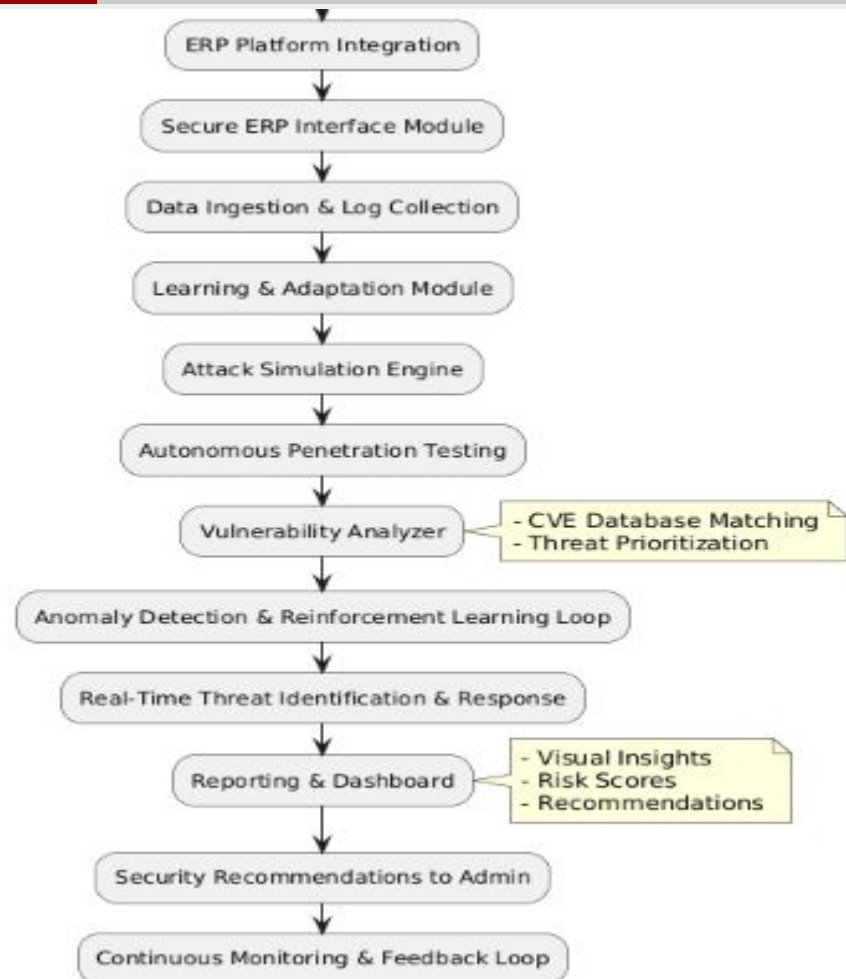 ERP Platform Integration
Secure ERP Interface Module
Data Ingestion & Log Collection
Learning & Adaptation Module
Attack Simulation Engine
Autonomous Penetration Testing
Vulnerability Analyzer
- CVE Database Matching
- Threat Prioritization
Anomaly Detection & Reinforcement Learning Loop
Real-Time Threat Identification & Response
Reporting & Dashboard
- Visual Insights
- Risk Scores
- Recommendations
Security Recommendations to Admin
Continuous Monitoring & Feedback Loop